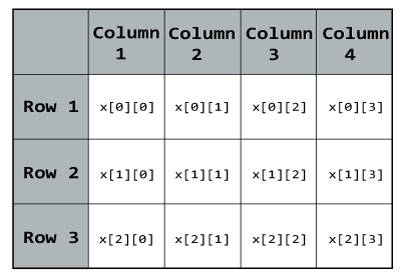 Column Column Column Column
1 2 3 4
Row 1 x[0][0] x[0][1] x[0][2] x[0][3]
Row 2 x[1][0] x[1][1] x[1][2] x[1][3]
Row 3 x[2][0] x[2][1] x[2][2] x[2][3]